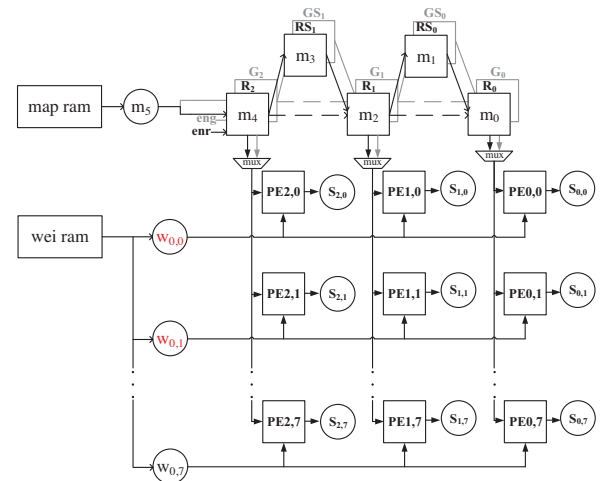 GS₁ GS₀
RS₁ RS₀
m₃ m₁
G₂ G₁ G₀
R₂ R₁ R₀
map ram m₅ m₄ m₂ m₀
eng
enr
mux mux mux
PE2,0 S₂,₀ PE1,0 S₁,₀ PE0,0 S₀,₀
wei ram w₀,₀
PE2,1 S₂,₁ PE1,1 S₁,₁ PE0,1 S₀,₁
w₀,₁
PE2,7 S₂,₇ PE1,7 S₁,₇ PE0,7 S₀,₇
w₀,₇